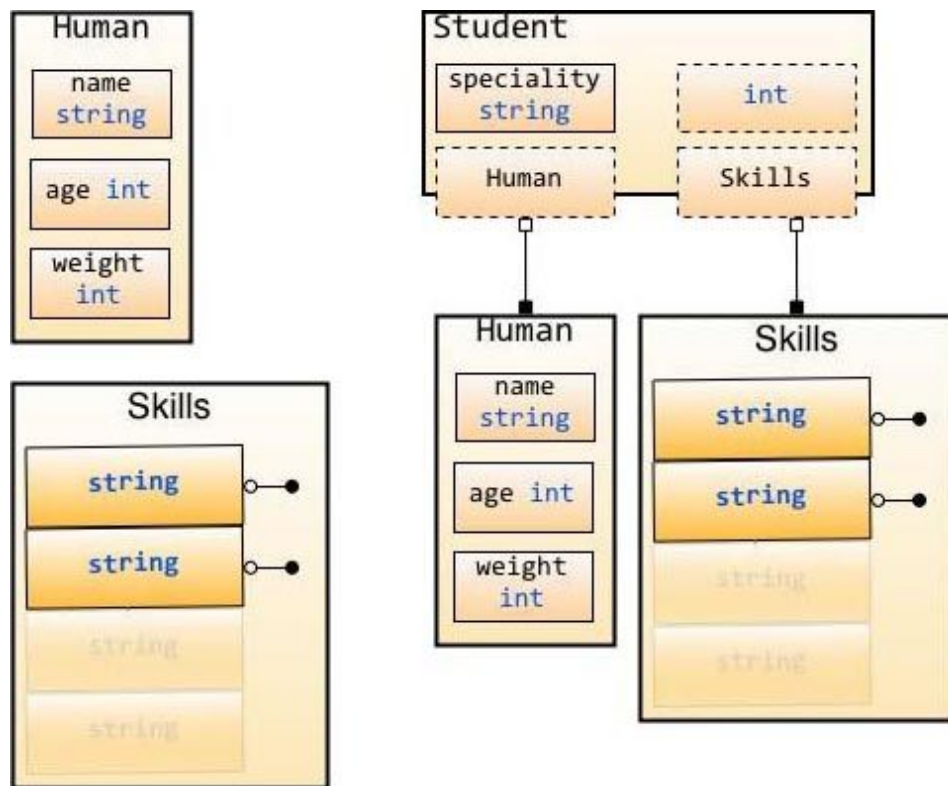 Human
name
string
age int
weight
int
Skills
string
string
string
string
Student
speciality
string
int
Human
Skills
Human
name
string
age int
weight
int
Skills
string
string
string
string